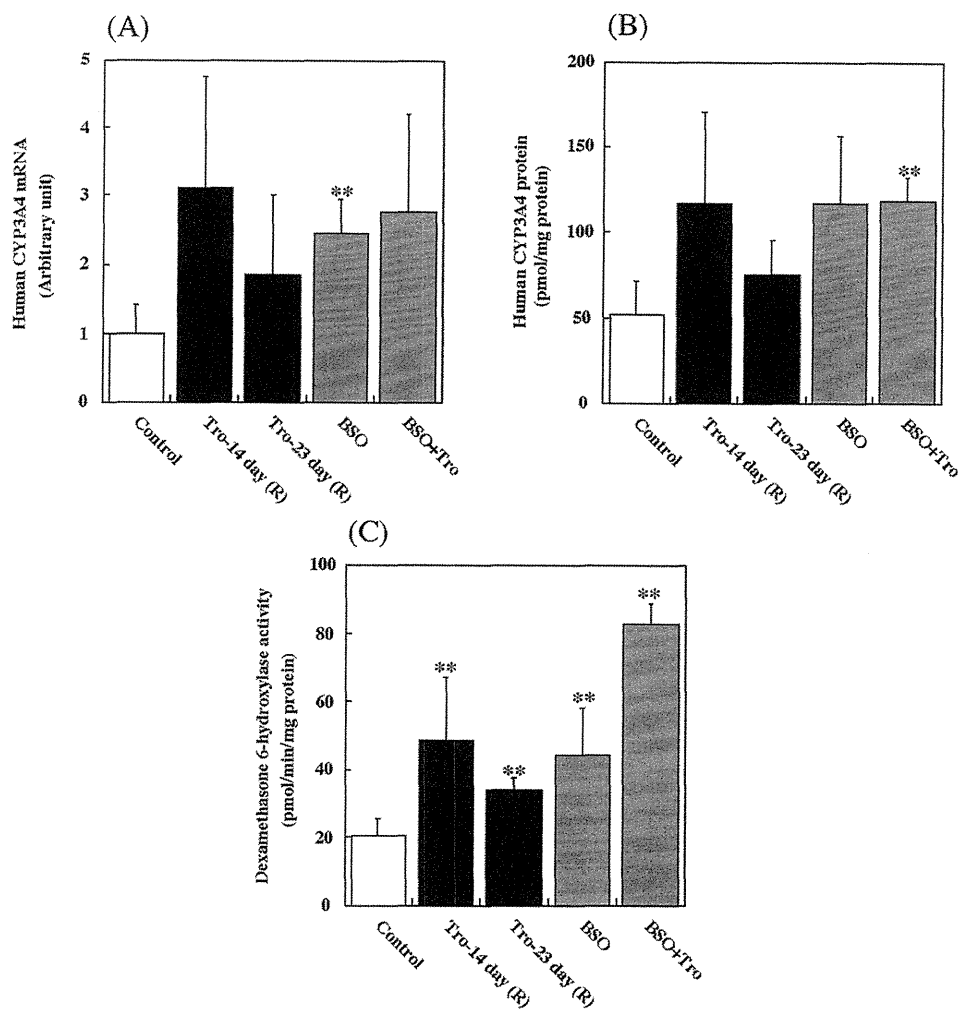 (A)
Human CYP3A4 mRNA
(Arbitrary unit)
5
4
3
2
1
0
**
Control
Tro-14 day (R)
Tro-23 day (R)
BSO
BSO+Tro
(B)
Human CYP3A4 protein
(pmol/mg protein)
200
150
100
50
0
**
Control
Tro-14 day (R)
Tro-23 day (R)
BSO
BSO+Tro
(C)
Dexamethasone 6-hydroxylase activity
(pmol/min/mg protein)
100
80
60
40
20
0
**
**
**
**
Control
Tro-14 day (R)
Tro-23 day (R)
BSO
BSO+Tro